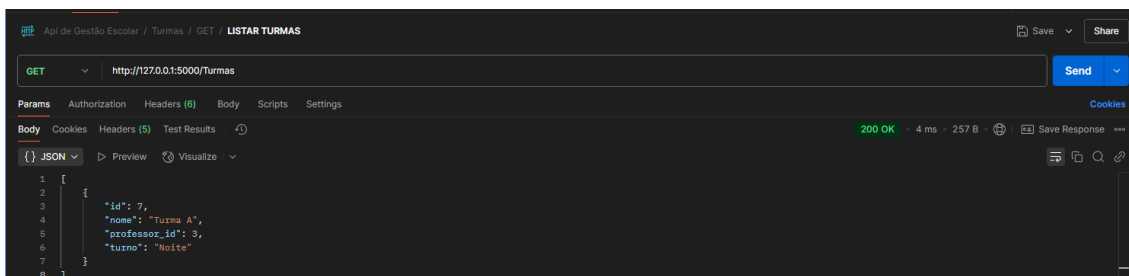 HTTP Api de Gestão Escolar / Turmas / GET / LISTAR TURMAS Save Share
GET http://127.0.0.1:5000/Turmas Send
Params Authorization Headers (6) Body Scripts Settings Cookies
Body Cookies Headers (5) Test Results 200 OK • 4 ms • 257 B • e.g. Save Response
{} JSON Preview Visualize
1 [
2 {
3 "id": 7,
4 "nome": "Turma A",
5 "professor_id": 3,
6 "turno": "Noite"
7 }
8 ]